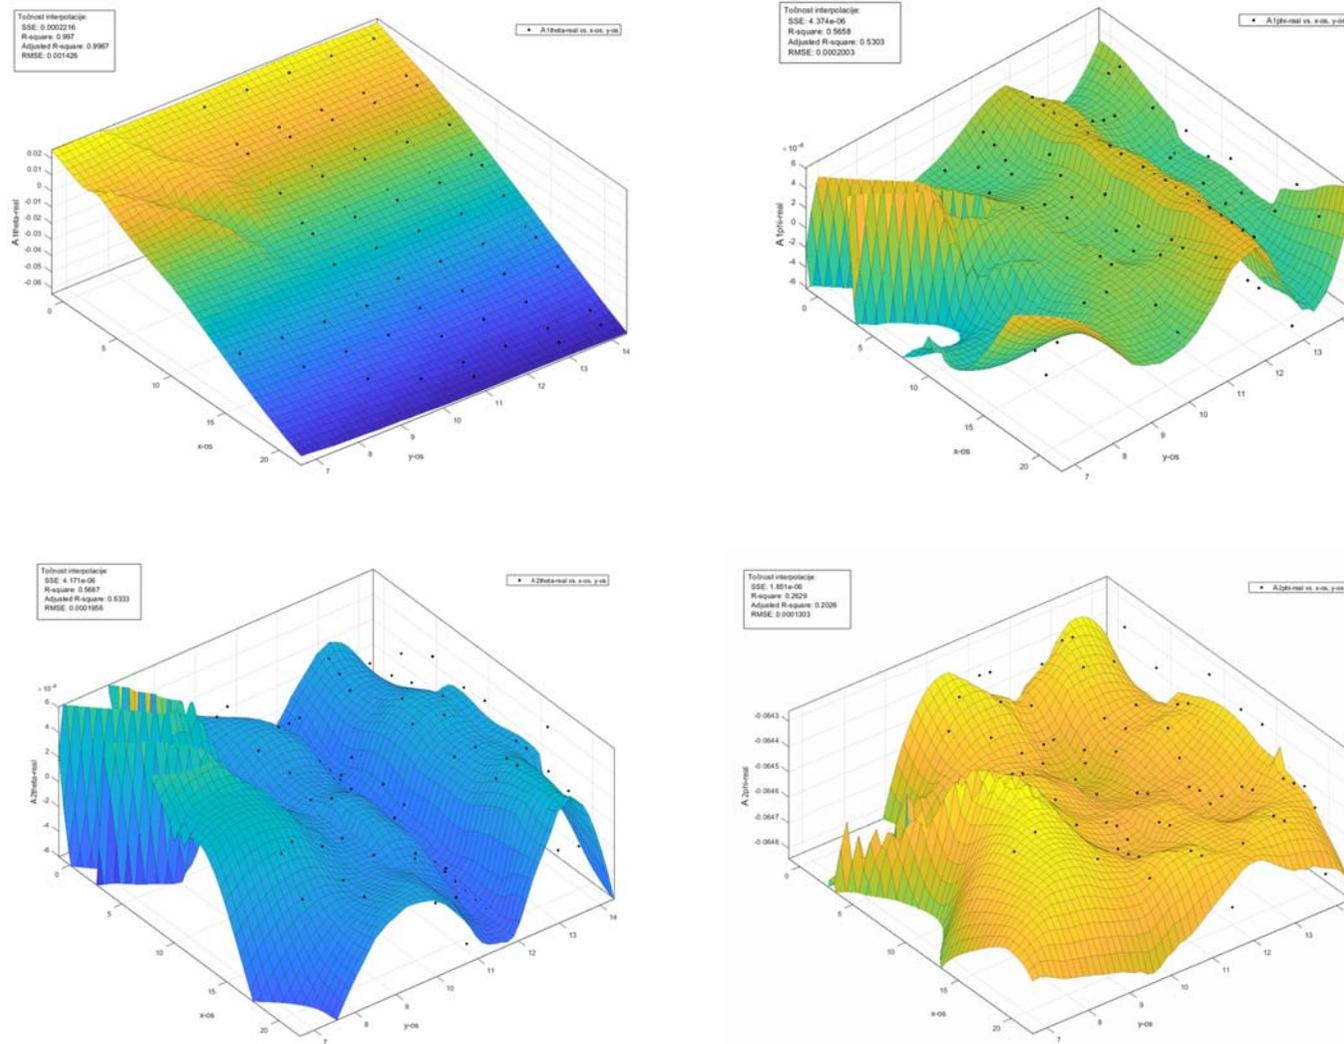 Točnost interpolacije:
SSE: 0.0002216
R-square: 0.997
Adjusted R-square: 0.9967
RMSE: 0.001426
A1theta-real vs. x-os, y-os
0.02
0.01
0
-0.01
-0.02
-0.03
-0.04
-0.05
-0.06
A1theta-real
0
5
10
15
20
x-os
7
8
9
10
11
12
13
14
y-os
Točnost interpolacije:
SSE: 4.374e-06
R-square: 0.5658
Adjusted R-square: 0.5303
RMSE: 0.0002003
A1phi-real vs. x-os, y-os
6
4
2
0
-2
-4
-6
A1phi-real
0
5
10
15
20
x-os
7
8
9
10
11
12
13
y-os
Točnost interpolacije:
SSE: 4.171e-06
R-square: 0.5687
Adjusted R-square: 0.5333
RMSE: 0.0001956
A2theta-real vs. x-os, y-os
6
4
2
0
-2
-4
-6
A2theta-real
0
5
10
15
20
x-os
7
8
9
10
11
12
13
14
y-os
Točnost interpolacije:
SSE: 1.851e-06
R-square: 0.2629
Adjusted R-square: 0.2026
RMSE: 0.0001303
A2phi-real vs. x-os, y-os
-0.0643
-0.0644
-0.0645
-0.0646
-0.0647
-0.0648
A2phi-real
0
5
10
15
20
x-os
7
8
9
10
11
12
13
y-os